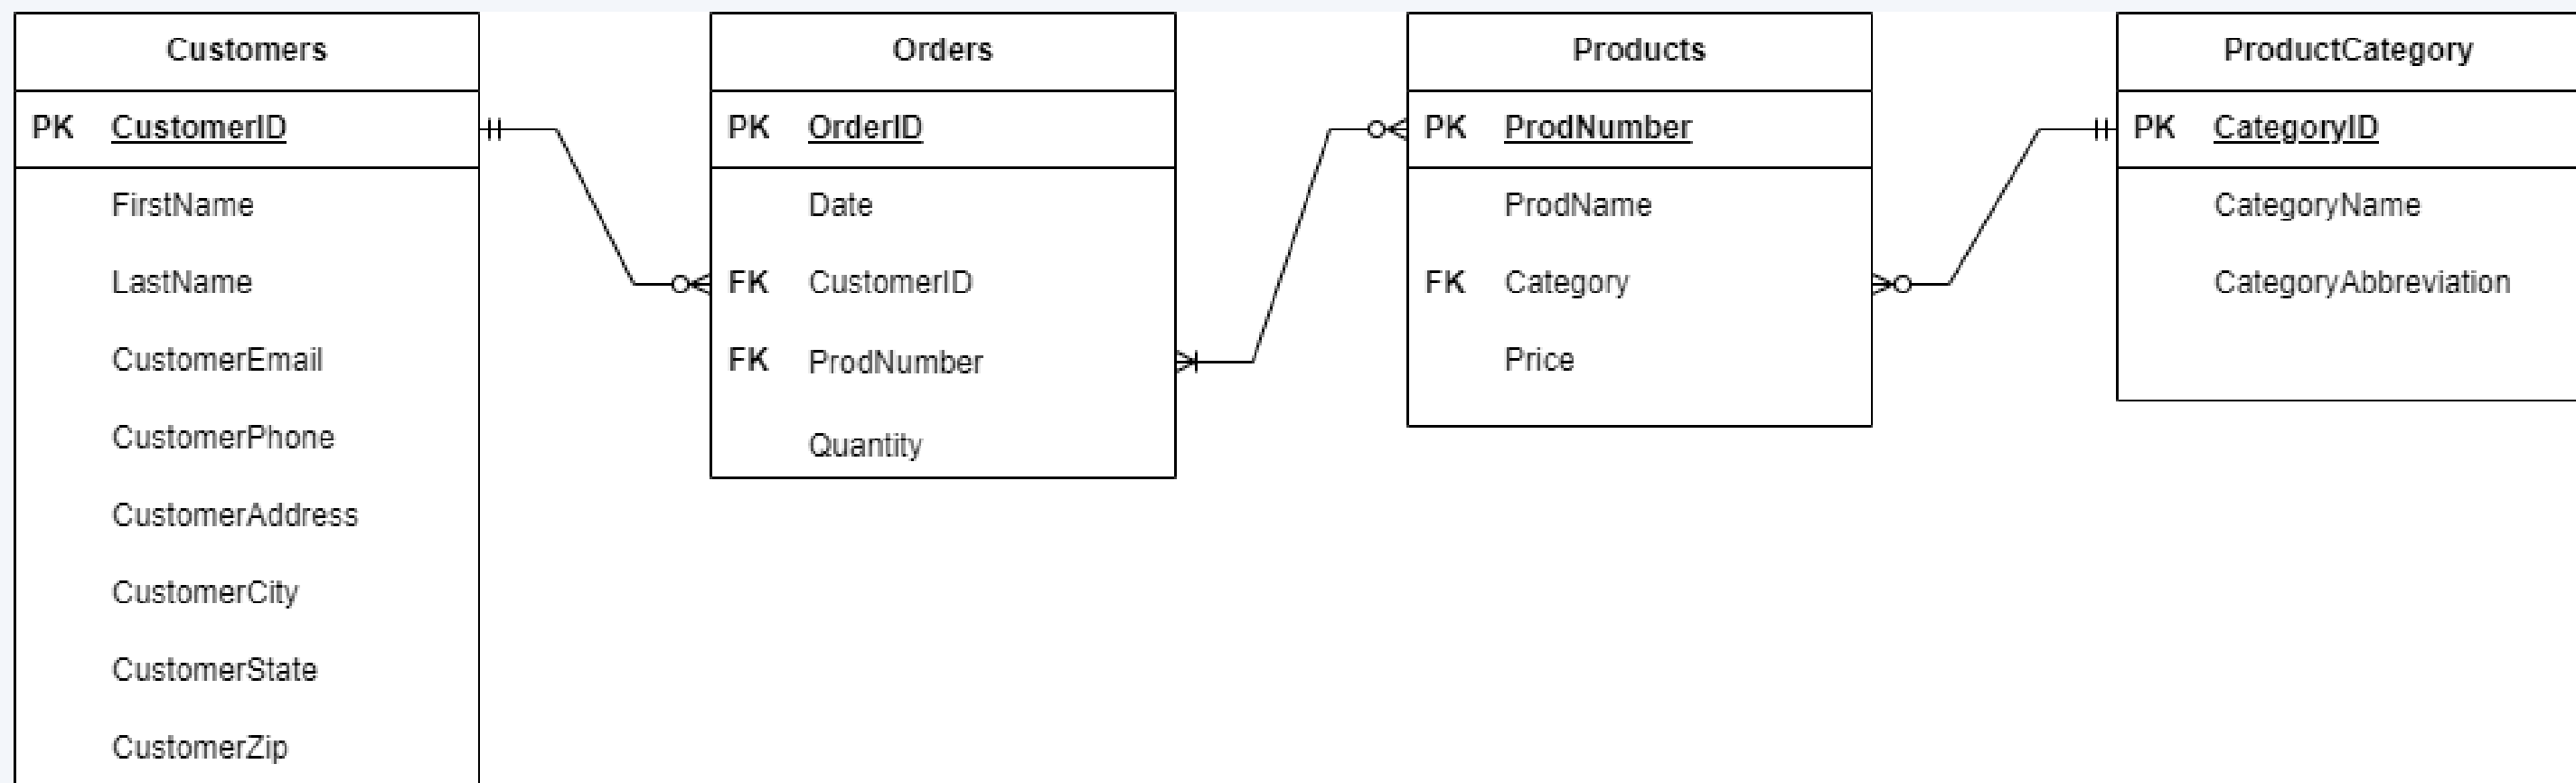 Customers
PK CustomerID
FirstName
LastName
CustomerEmail
CustomerPhone
CustomerAddress
CustomerCity
CustomerState
CustomerZip
Orders
PK OrderID
Date
FK CustomerID
FK ProdNumber
Quantity
Products
PK ProdNumber
ProdName
FK Category
Price
ProductCategory
PK CategoryID
CategoryName
CategoryAbbreviation